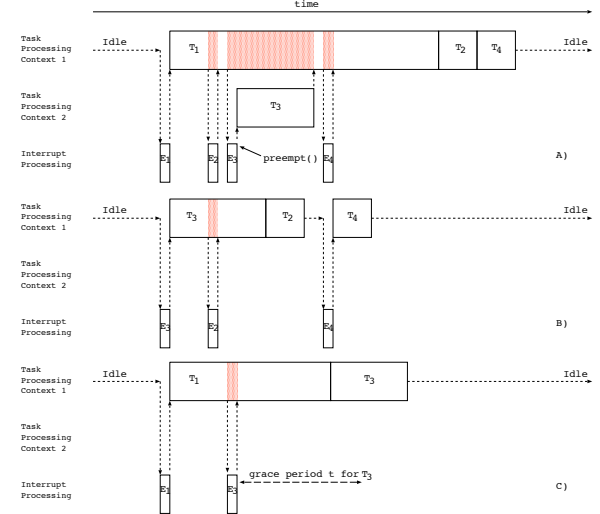 time
Task
Processing
Context 1
Idle
T1
T2
T4
Idle
Task
Processing
Context 2
T3
Interrupt
Processing
E1
E2
E3
preempt()
E4
A)
Task
Processing
Context 1
Idle
T3
T2
T4
Idle
Task
Processing
Context 2
Interrupt
Processing
E3
E2
E4
B)
Task
Processing
Context 1
Idle
T1
T3
Idle
Task
Processing
Context 2
grace period t for T3
Interrupt
Processing
E1
E3
C)